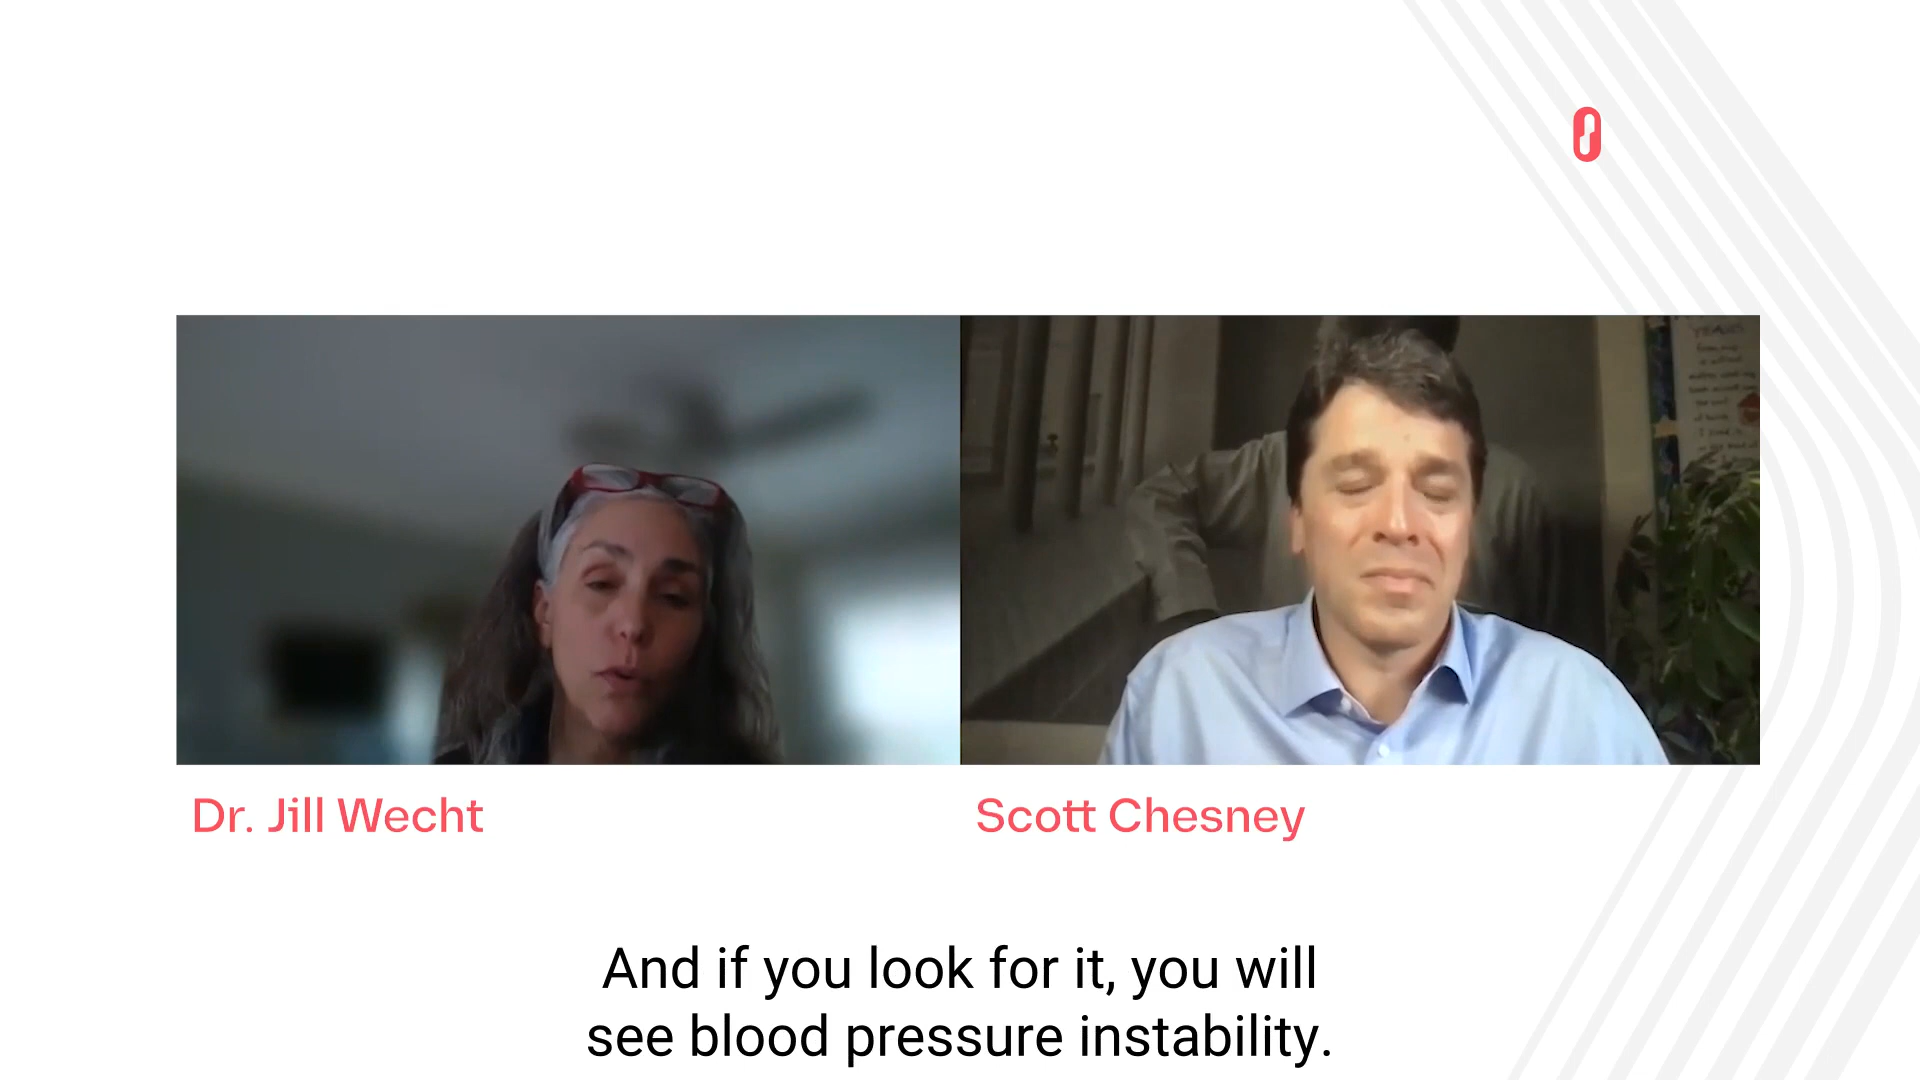 Dr. Jill Wecht
Scott Chesney
And if you look for it, you will
see blood pressure instability.